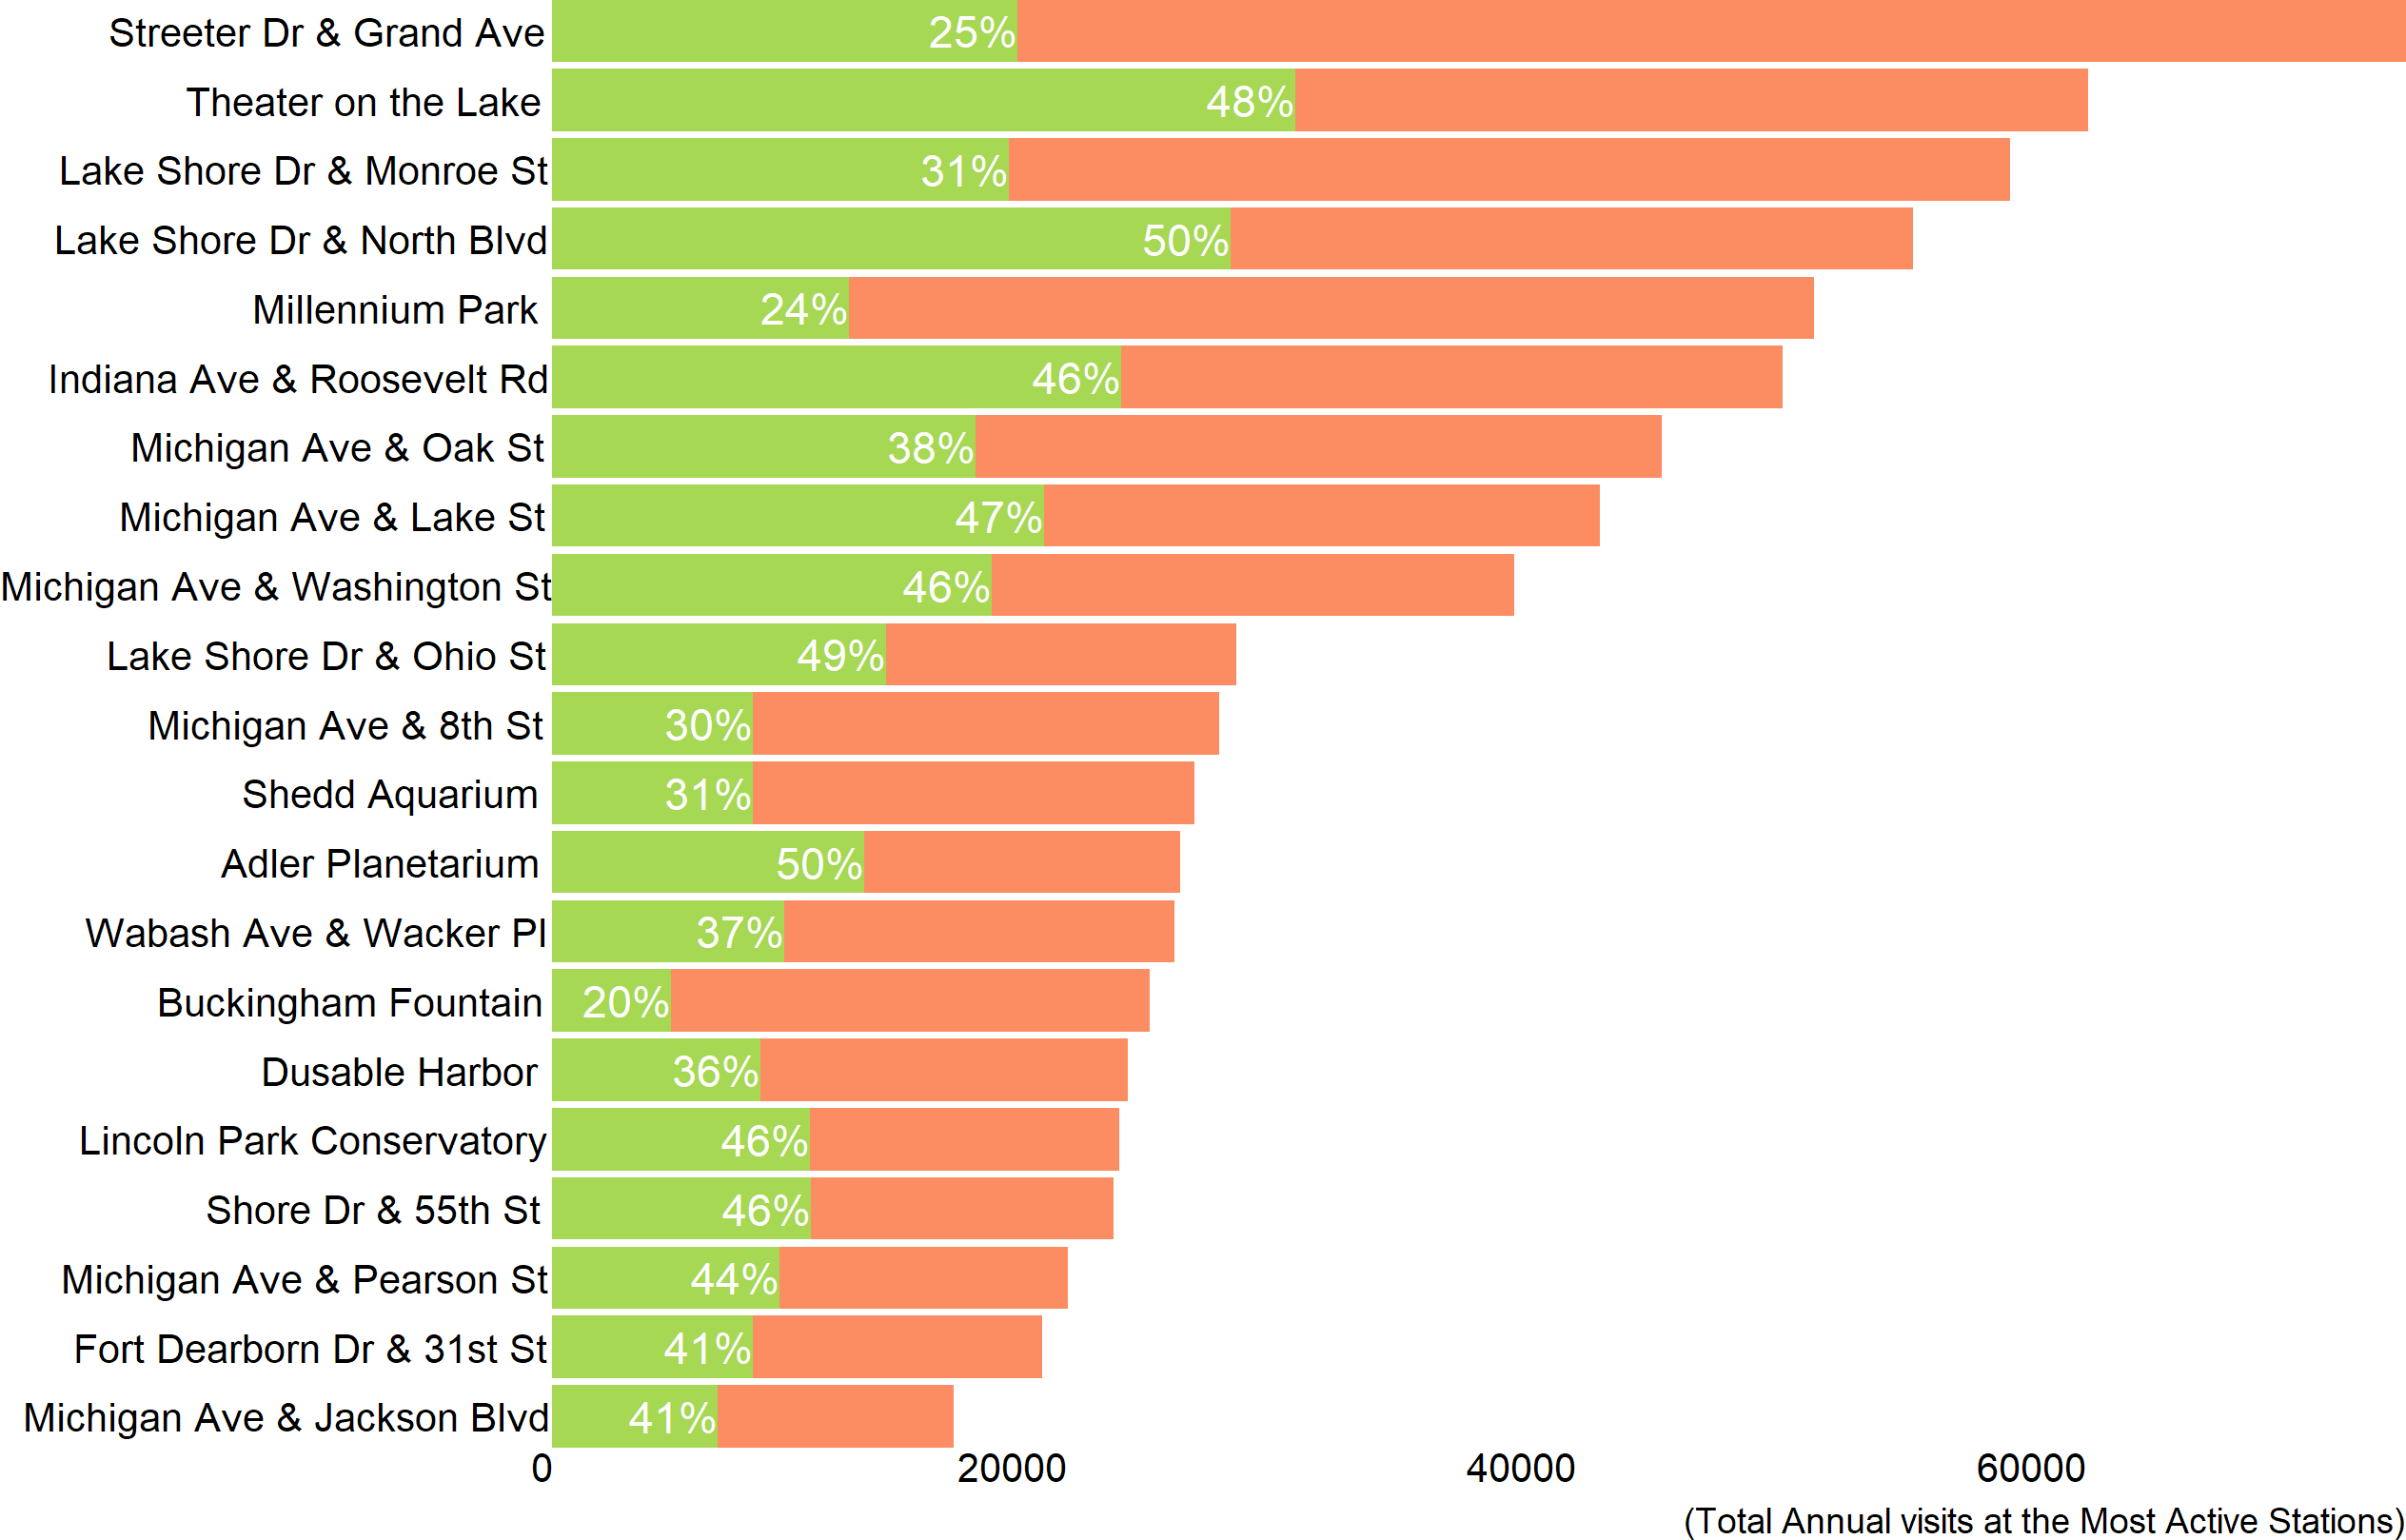 Streeter Dr & Grand Ave 25%
Theater on the Lake 48%
Lake Shore Dr & Monroe St 31%
Lake Shore Dr & North Blvd 50%
Millennium Park 24%
Indiana Ave & Roosevelt Rd 46%
Michigan Ave & Oak St 38%
Michigan Ave & Lake St 47%
Michigan Ave & Washington St 46%
Lake Shore Dr & Ohio St 49%
Michigan Ave & 8th St 30%
Shedd Aquarium 31%
Adler Planetarium 50%
Wabash Ave & Wacker Pl 37%
Buckingham Fountain 20%
Dusable Harbor 36%
Lincoln Park Conservatory 46%
Shore Dr & 55th St 46%
Michigan Ave & Pearson St 44%
Fort Dearborn Dr & 31st St 41%
Michigan Ave & Jackson Blvd 41%
0 20000 40000 60000
(Total Annual visits at the Most Active Stations)